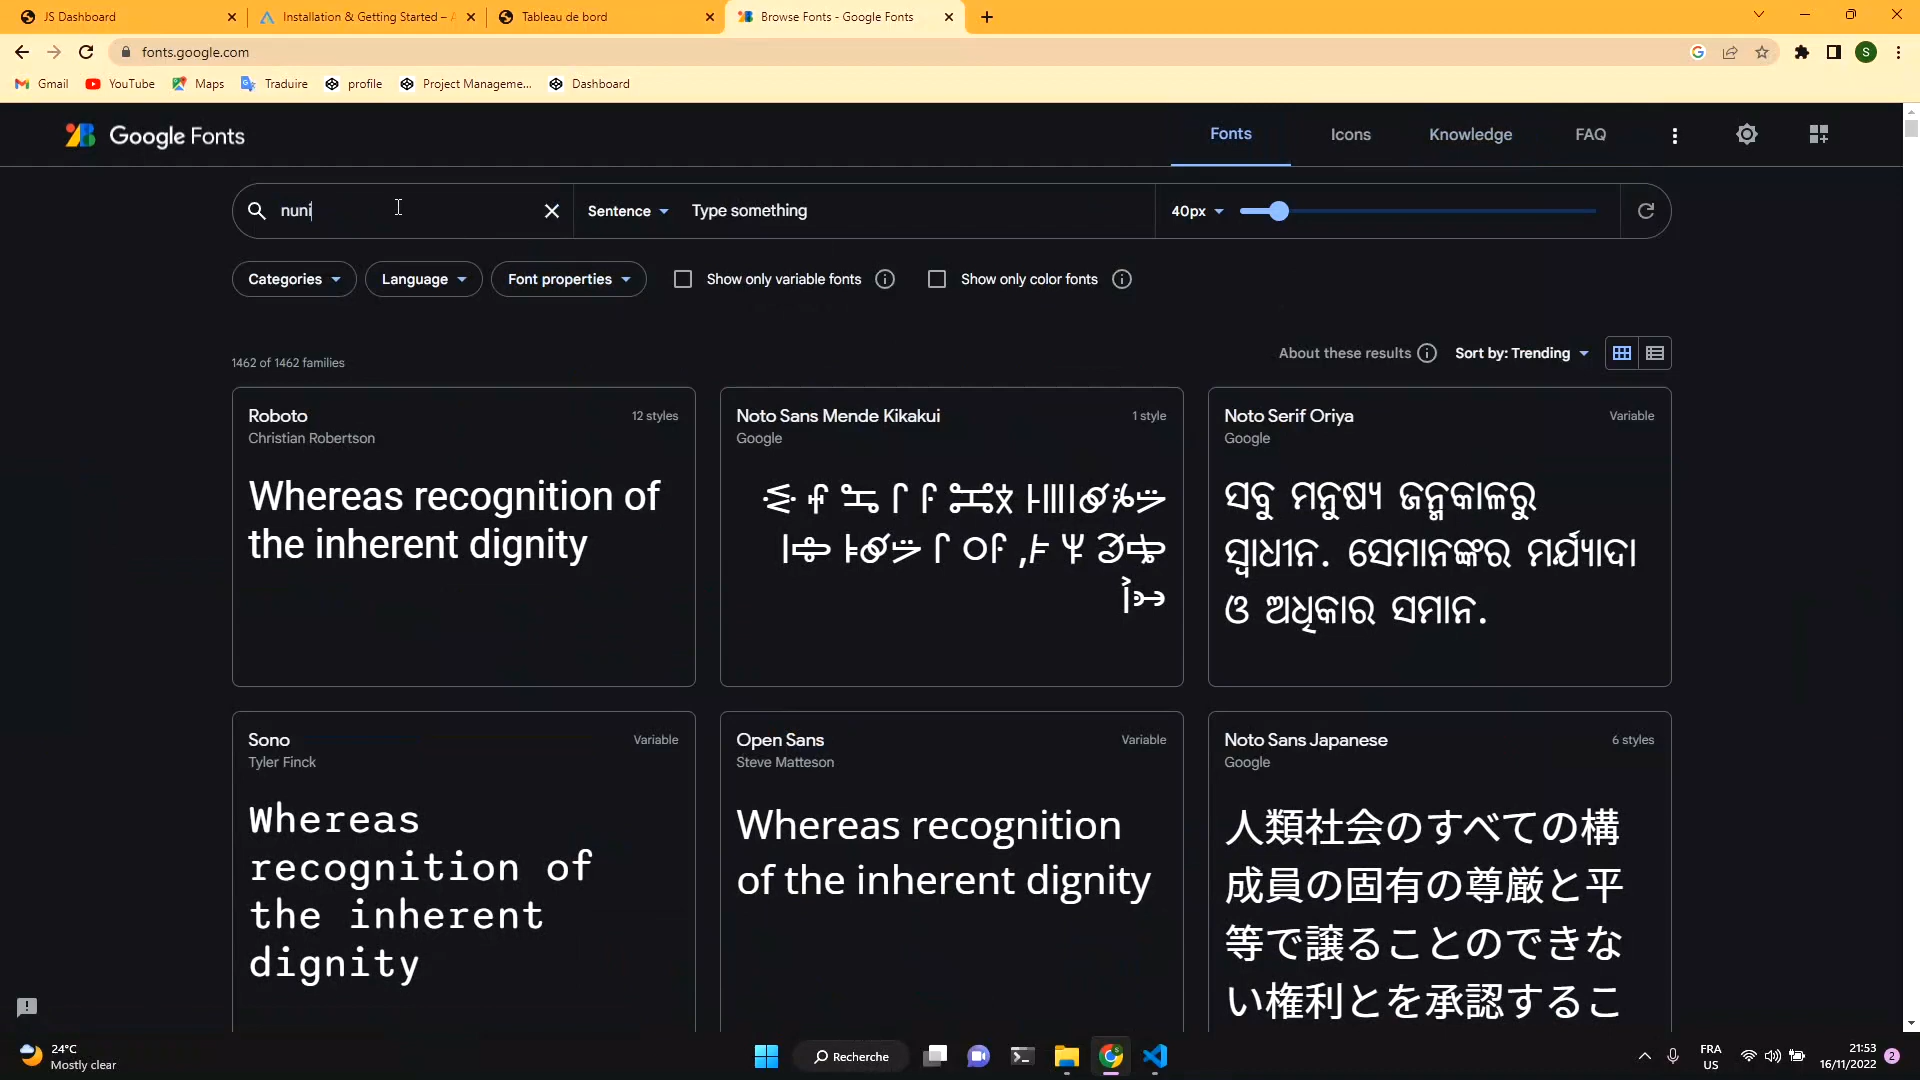 JS Dashboard
Installation & Getting Started –
Tableau de bord
Browse Fonts - Google Fonts
fonts.google.com
Gmail
YouTube
Maps
Traduire
profile
Project Manageme...
Dashboard
Google Fonts
Fonts
Icons
Knowledge
FAQ
nuni
Sentence
Type something
40px
Categories
Language
Font properties
Show only variable fonts
Show only color fonts
1462 of 1462 families
About these results
Sort by: Trending
Roboto
12 styles
Christian Robertson
Whereas recognition of
the inherent dignity
Noto Sans Mende Kikakui
1 style
Google
Noto Serif Oriya
Variable
Google
ସବୁ ମନୁଷ୍ୟ ଜନ୍ମକାଳରୁ
ସ୍ୱାଧୀନ. ସେମାନଙ୍କର ମର୍ଯ୍ୟାଦା
ଓ ଅଧିକାର ସମାନ.
Sono
Variable
Tyler Finck
Whereas
recognition of
the inherent
dignity
Open Sans
Variable
Steve Matteson
Whereas recognition
of the inherent dignity
Noto Sans Japanese
6 styles
Google
人類社会のすべての構
成員の固有の尊厳と平
等で譲ることのできな
い権利とを承認するこ
24°C
Mostly clear
Recherche
FRA
US
21:53
16/11/2022
2
S